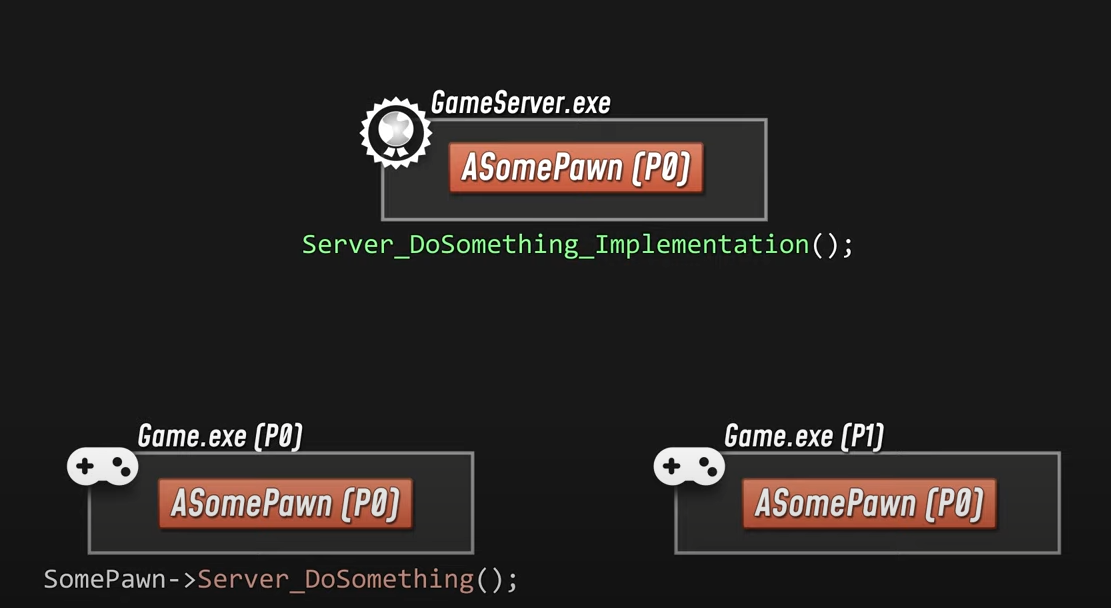 GameServer.exe
ASomePawn (P0)
Server_DoSomething_Implementation();
Game.exe (P0)
ASomePawn (P0)
SomePawn->Server_DoSomething();
Game.exe (P1)
ASomePawn (P0)